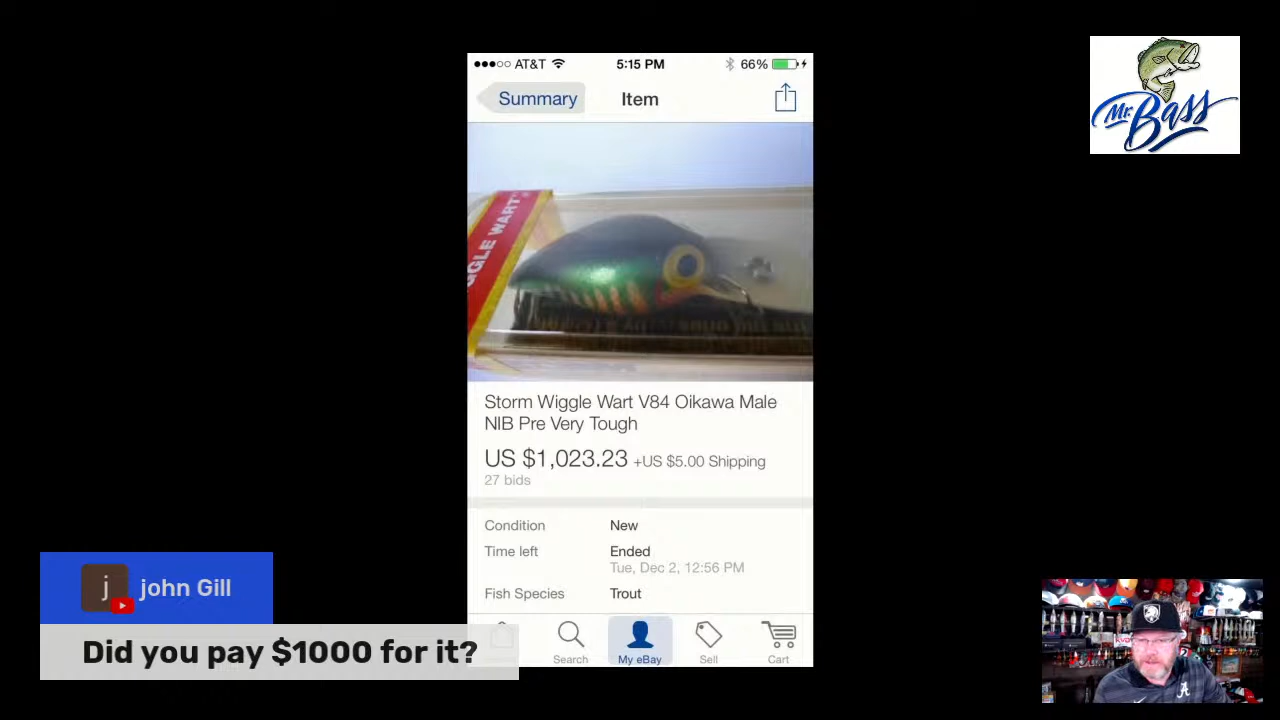 AT&T 5:15 PM 66%
Summary Item
Mr. Bass
GGLE WART
Storm Wiggle Wart V84 Oikawa Male
NIB Pre Very Tough
US $1,023.23 +US $5.00 Shipping
27 bids
Condition New
Time left Ended
Tue, Dec 2, 12:56 PM
Fish Species Trout
Search My eBay Sell Cart
j john Gill
Did you pay $1000 for it?
A